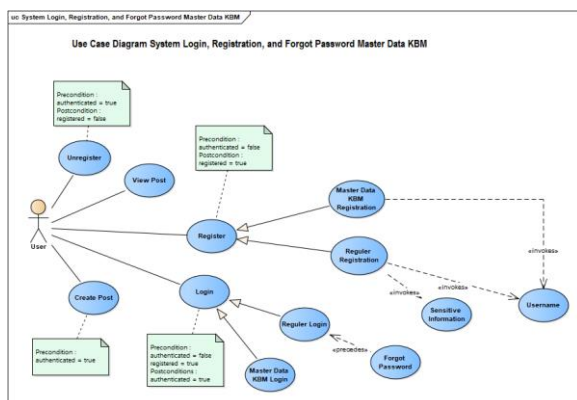 uc System Login, Registration, and Forgot Password Master Data KBM
Use Case Diagram System Login, Registration, and Forgot Password Master Data KBM
Precondition :
authenticated = true
Postcondition :
registered = false
Precondition :
authenticated = false
Postcondition :
registered = true
Unregister
View Post
Master Data
KBM
Registration
User
Register
Reguler
Registration
«invokes»
«invokes»
«invokes»
Create Post
Login
Sensitive
Information
Username
Reguler Login
«precedes»
Precondition :
authenticated = true
Precondition :
authenticated = false
registered = true
Postconditions :
authenticated = true
Master Data
KBM Login
Forgot
Password